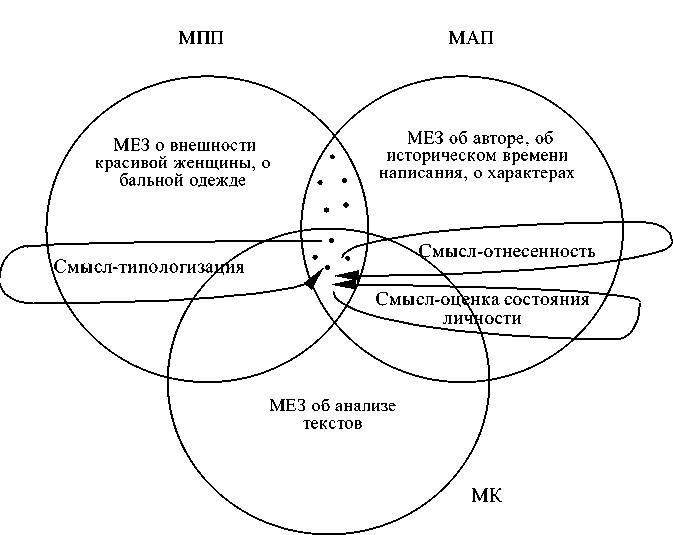 МПП
МАП
МЕЗ о внешности
красивой женщины, о
бальной одежде
МЕЗ об авторе, об
историческом времени
написания, о характерах
Смысл-отнесенность
Смысл-типологизация
Смысл-оценка состояния
личности
МЕЗ об анализе
текстов
МК